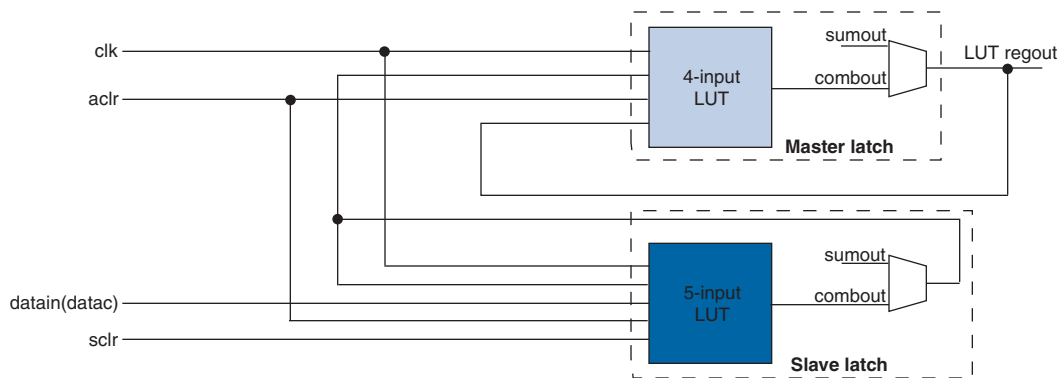 clk
aclr
4-input
LUT
sumout
combout
LUT regout
Master latch
datain(datac)
sclr
5-input
LUT
sumout
combout
Slave latch